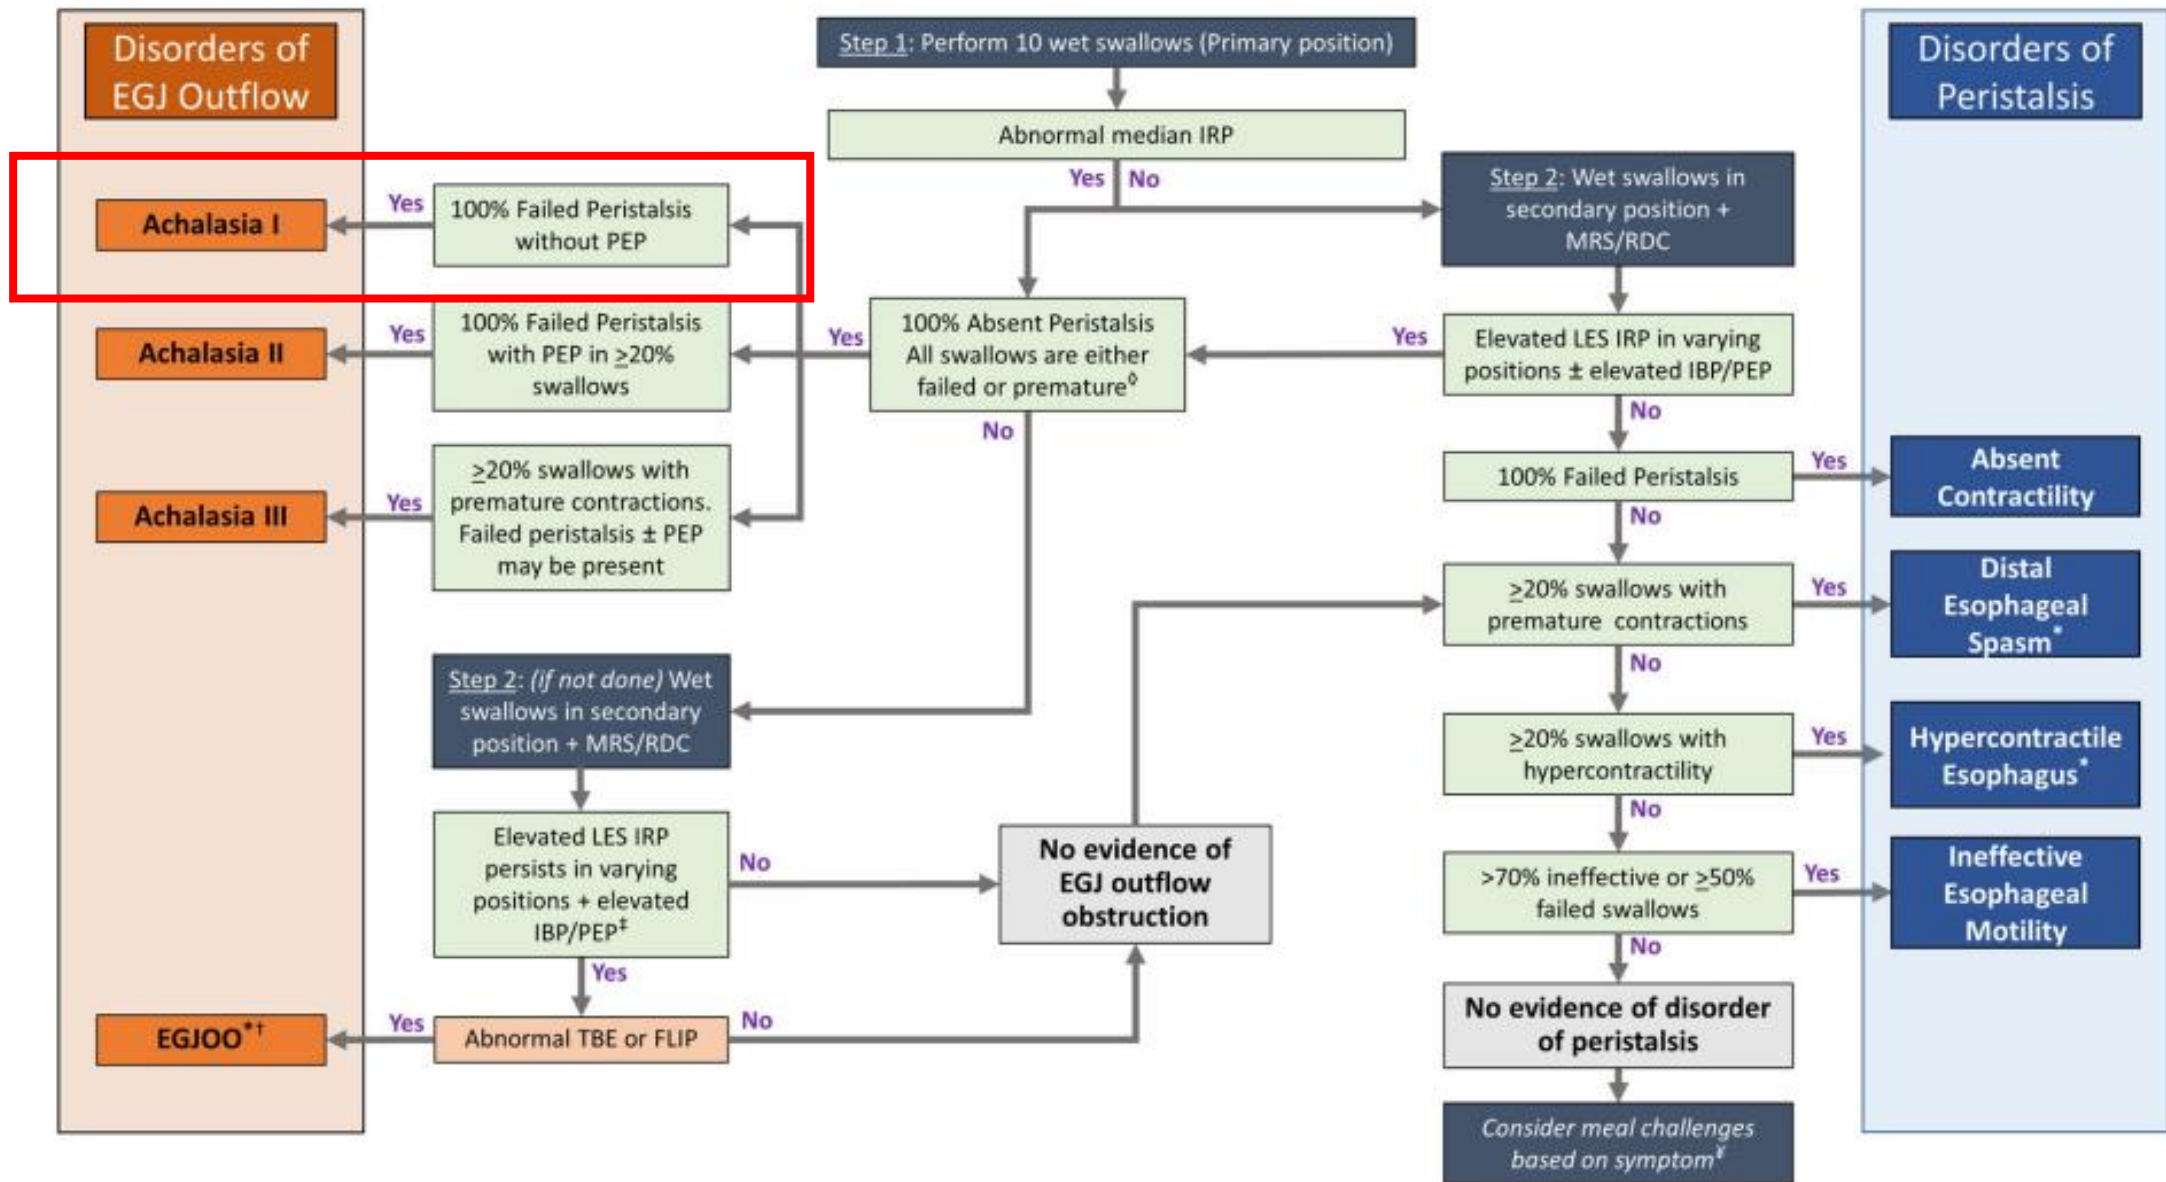 Disorders of
EGJ Outflow
Achalasia I
Achalasia II
Achalasia III
EGJOO*†
Step 1: Perform 10 wet swallows (Primary position)
Abnormal median IRP
Yes
No
Yes
100% Failed Peristalsis
without PEP
Yes
100% Failed Peristalsis
with PEP in ≥20%
swallows
Yes
≥20% swallows with
premature contractions.
Failed peristalsis ± PEP
may be present
Yes
100% Absent Peristalsis
All swallows are either
failed or premature◊
No
Step 2: (if not done) Wet
swallows in secondary
position + MRS/RDC
Elevated LES IRP
persists in varying
positions + elevated
IBP/PEP‡
No
Yes
Yes
Abnormal TBE or FLIP
No
No evidence of
EGJ outflow
obstruction
Step 2: Wet swallows in
secondary position +
MRS/RDC
Yes
Elevated LES IRP in varying
positions ± elevated IBP/PEP
No
100% Failed Peristalsis
Yes
No
≥20% swallows with
premature contractions
Yes
No
≥20% swallows with
hypercontractility
Yes
No
>70% ineffective or ≥50%
failed swallows
Yes
No
No evidence of disorder
of peristalsis
Consider meal challenges
based on symptom¥
Disorders of
Peristalsis
Absent
Contractility
Distal
Esophageal
Spasm*
Hypercontractile
Esophagus*
Ineffective
Esophageal
Motility